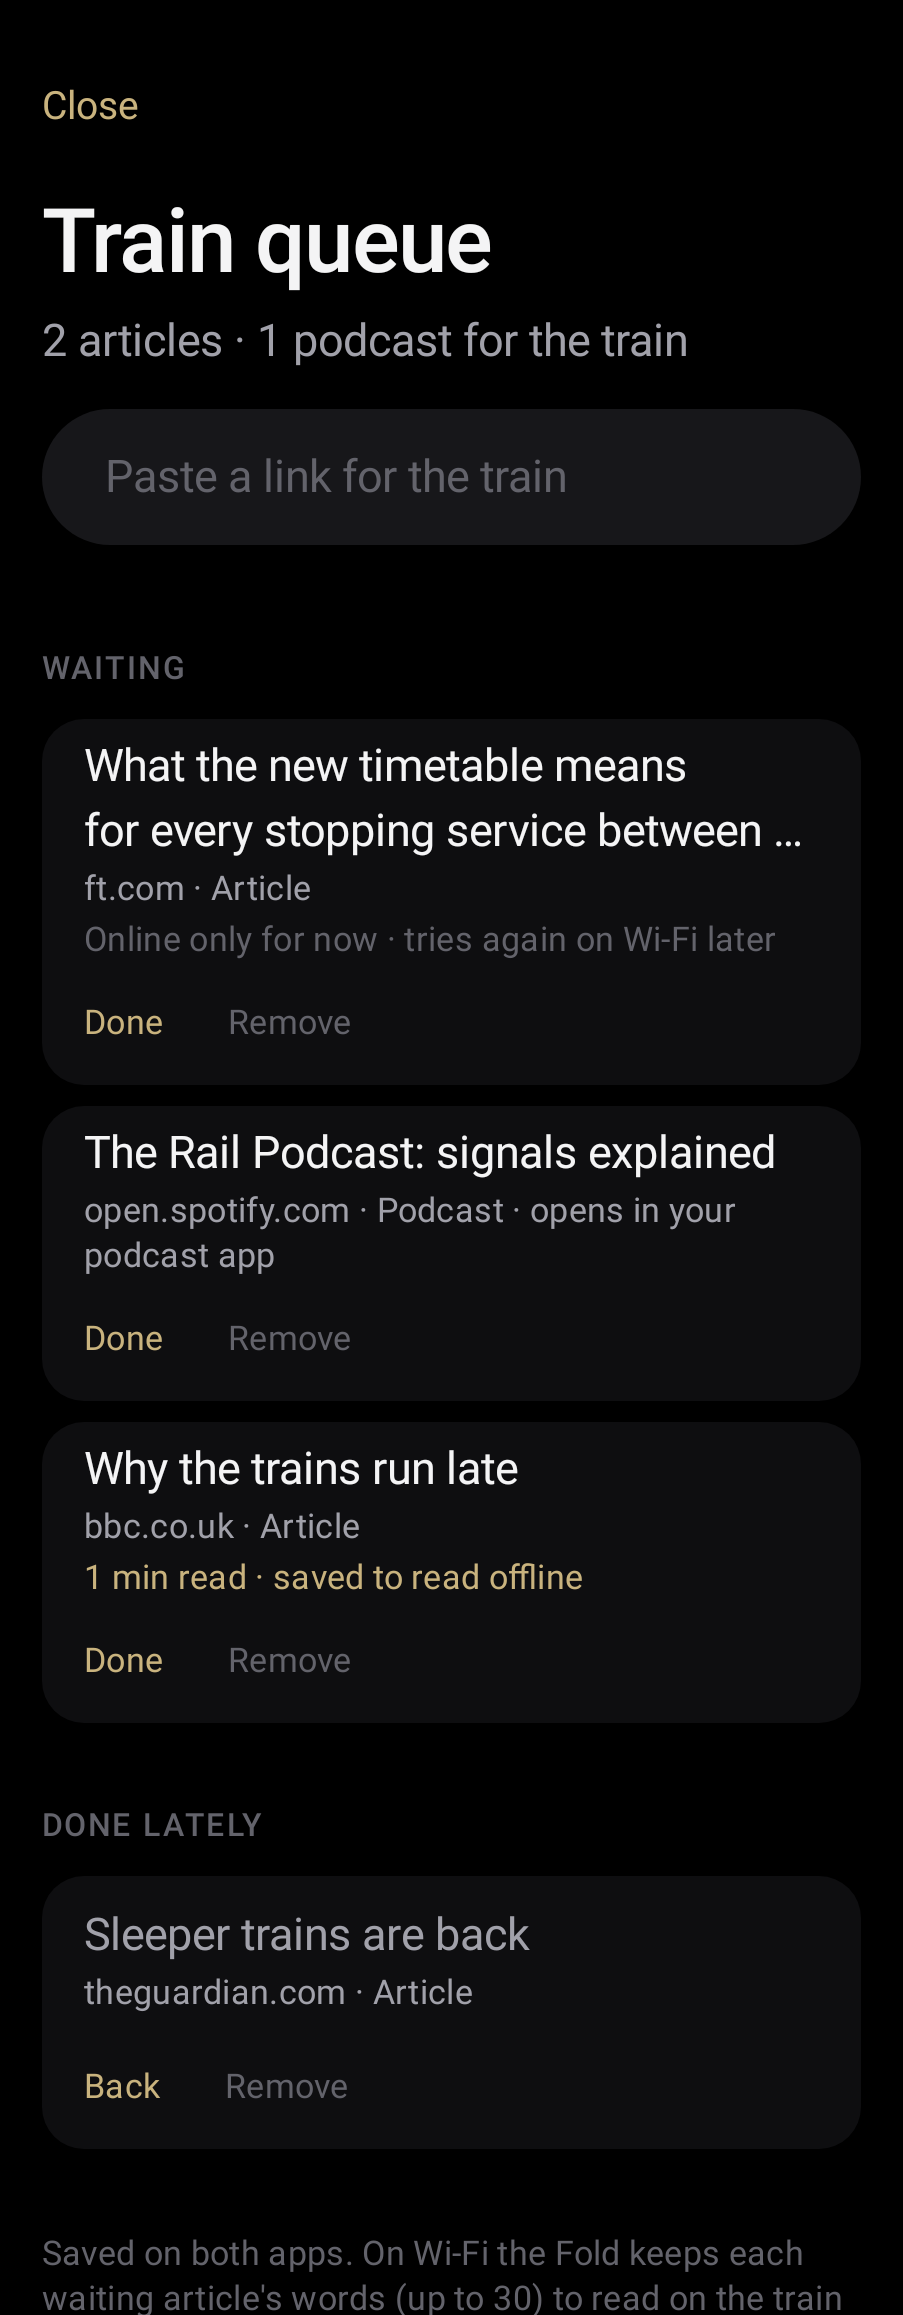 Close
Train queue
2 articles · 1 podcast for the train
Paste a link for the train
WAITING
What the new timetable means
for every stopping service between ...
ft.com · Article
Online only for now · tries again on Wi-Fi later
Done Remove
The Rail Podcast: signals explained
open.spotify.com · Podcast · opens in your
podcast app
Done Remove
Why the trains run late
bbc.co.uk · Article
1 min read · saved to read offline
Done Remove
DONE LATELY
Sleeper trains are back
theguardian.com · Article
Back Remove
Saved on both apps. On Wi-Fi the Fold keeps each
waiting article's words (up to 30) to read on the train